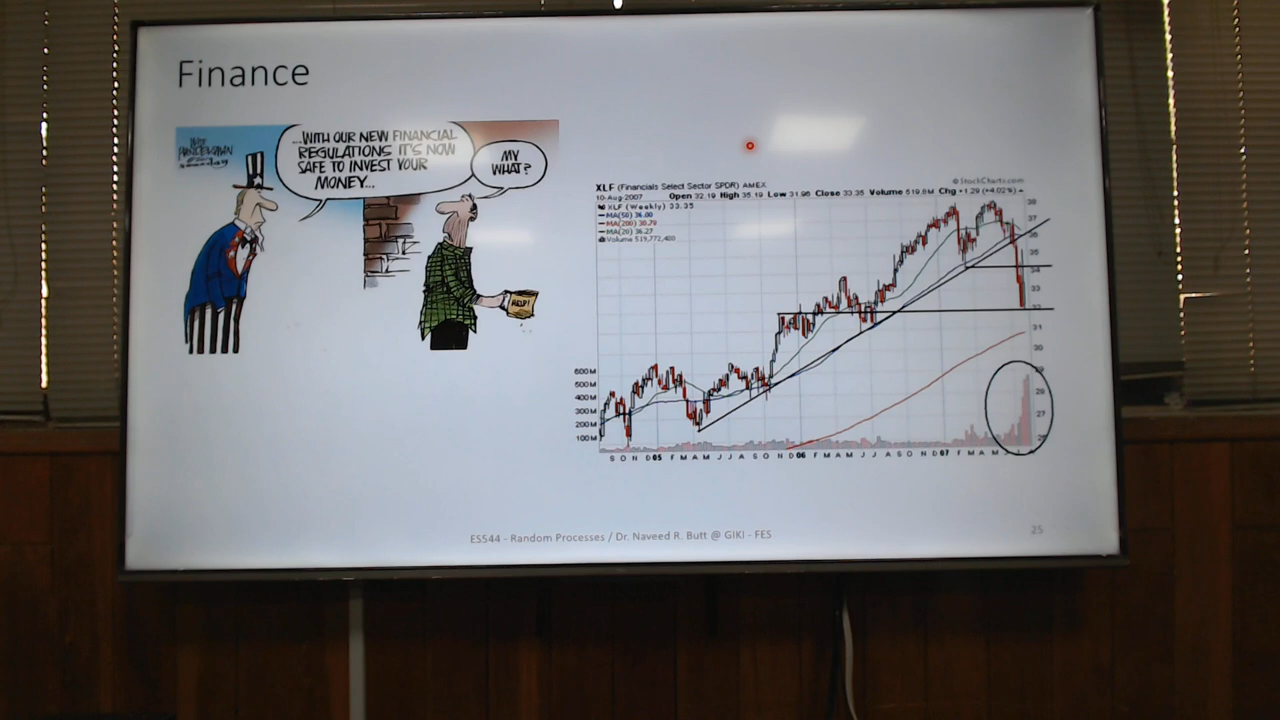 Finance
...WITH OUR NEW FINANCIAL
REGULATIONS IT'S NOW
SAFE TO INVEST YOUR
MONEY...
MY
WHAT?
HELP!
© StockCharts.com
XLF (Financials Select Sector SPDR) AMEX
10-Aug-2007 Open 32.19 High 35.19 Low 31.96 Close 33.35 Volume 519.8M Chg +1.29 (+4.02%)
XLF (Weekly) 33.35
MA(50) 36.00
MA(200) 30.79
MA(20) 36.27
Volume 519,772,480
38
37
36
35
34
33
32
31
30
29
28
27
600M
500M
400M
300M
200M
100M
S O N D 05 F M A M J J A S O N D 06 F M A M J J A S O N D 07 F M A M J
ES544 - Random Processes / Dr. Naveed R. Butt @ GIKI - FES
25